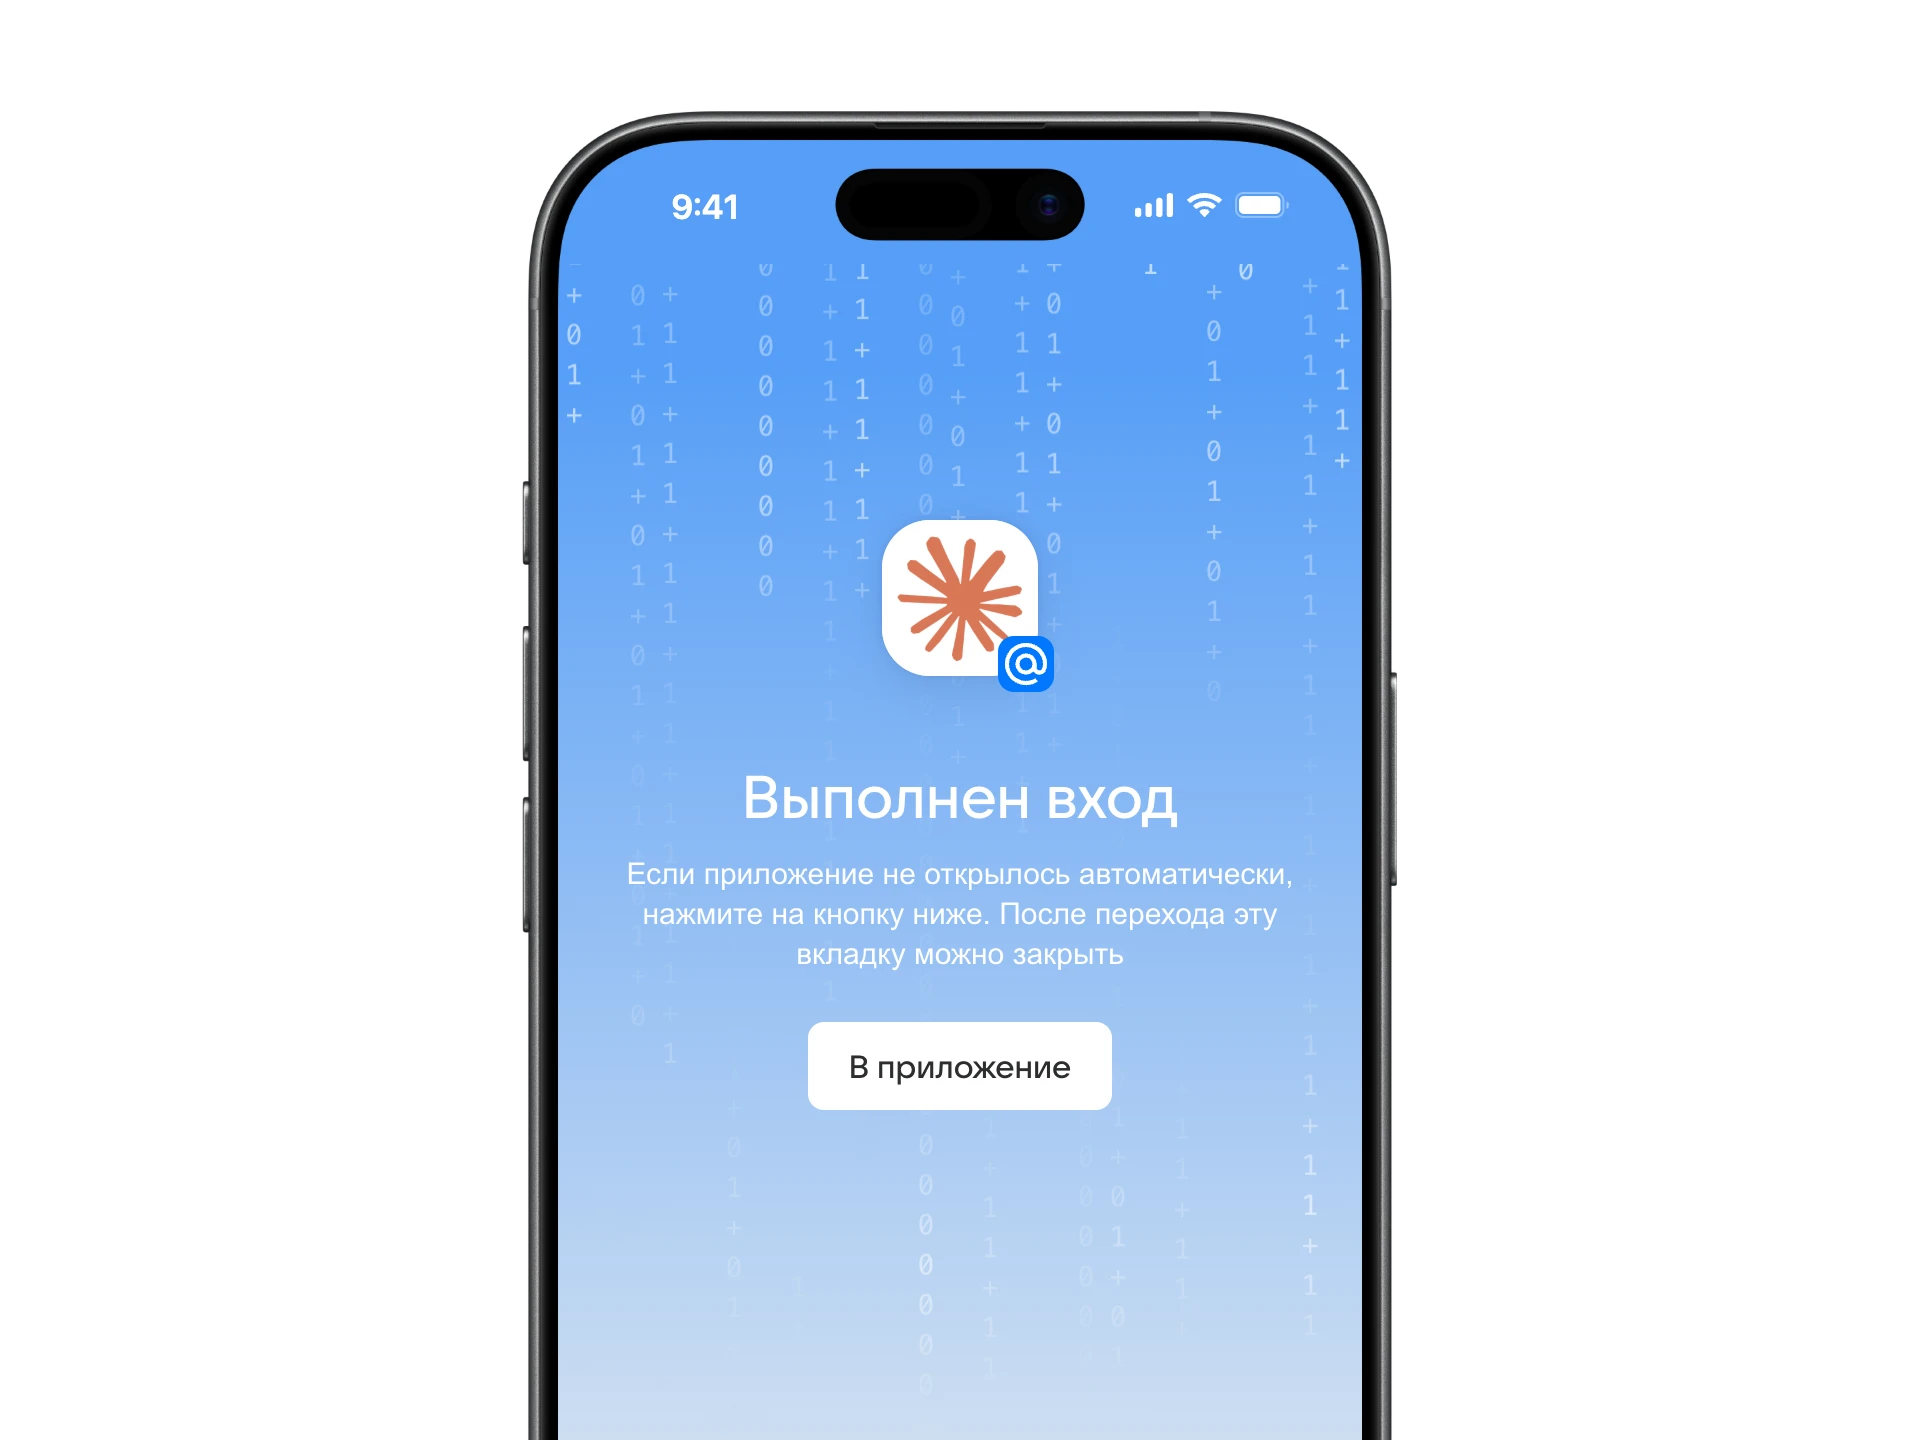 9:41
Выполнен вход
Если приложение не открылось автоматически,
нажмите на кнопку ниже. После перехода эту
вкладку можно закрыть
В приложение